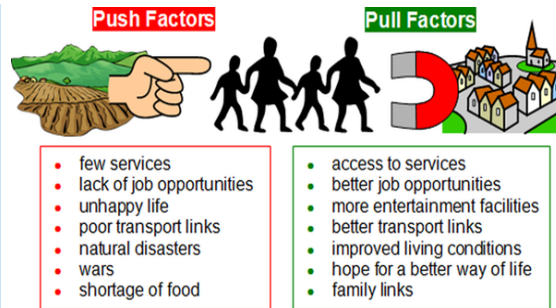 Push Factors
Pull Factors
few services
lack of job opportunities
unhappy life
poor transport links
natural disasters
wars
shortage of food
access to services
better job opportunities
more entertainment facilities
better transport links
improved living conditions
hope for a better way of life
family links